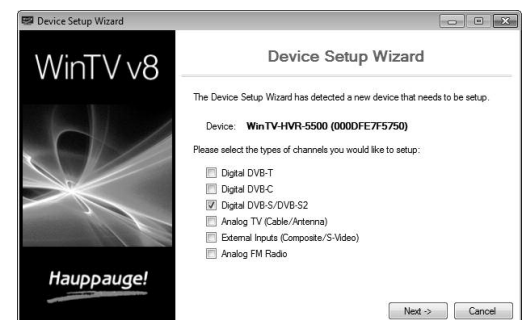 Device Setup Wizard
WinTV v8
Hauppauge!
Device Setup Wizard
The Device Setup Wizard has detected a new device that needs to be setup.
Device: WinTV-HVR-5500 (000DFE7F5750)
Please select the types of channels you would like to setup:
Digital DVB-T
Digital DVB-C
Digital DVB-S/DVB-S2
Analog TV (Cable/Antenna)
External Inputs (Composite/S-Video)
Analog FM Radio
Next -> Cancel